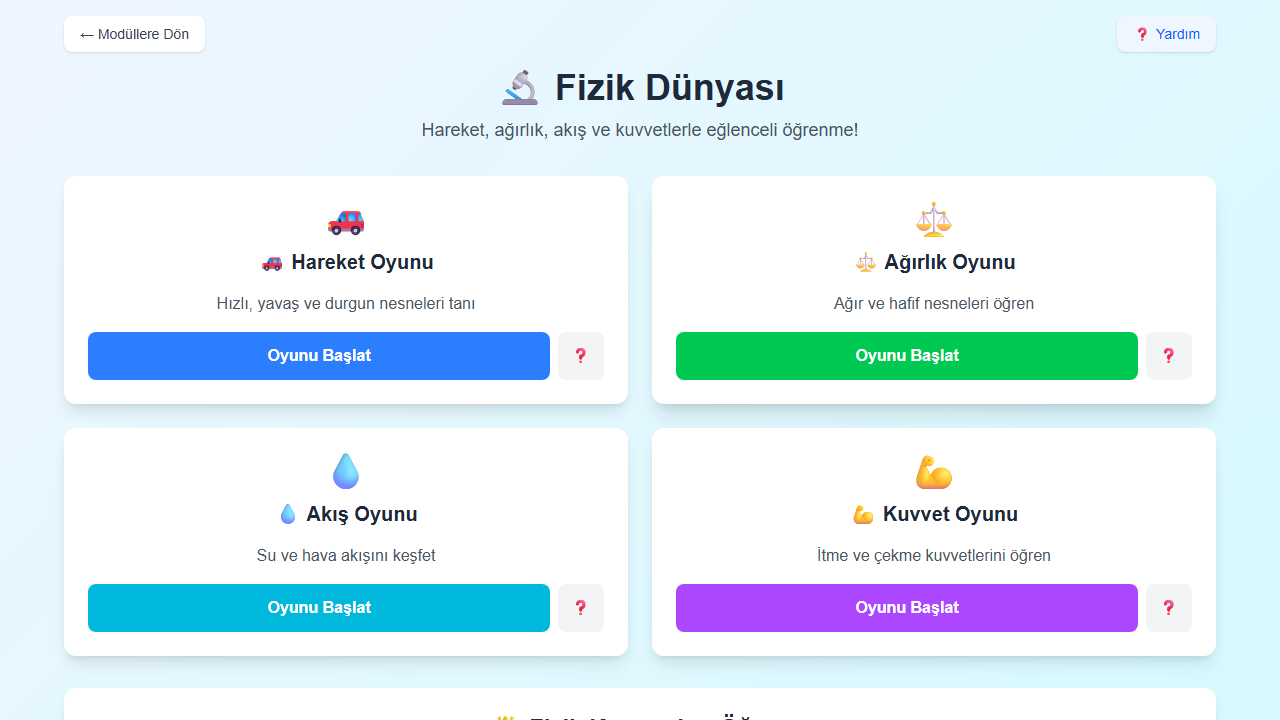 ← Modüllere Dön
❓ Yardım
🔬 Fizik Dünyası
Hareket, ağırlık, akış ve kuvvetlerle eğlenceli öğrenme!
🚗 Hareket Oyunu
Hızlı, yavaş ve durgun nesneleri tanı
Oyunu Başlat ❓
⚖️ Ağırlık Oyunu
Ağır ve hafif nesneleri öğren
Oyunu Başlat ❓
💧 Akış Oyunu
Su ve hava akışını keşfet
Oyunu Başlat ❓
💪 Kuvvet Oyunu
İtme ve çekme kuvvetlerini öğren
Oyunu Başlat ❓